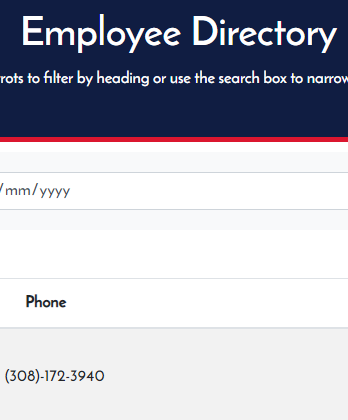 Employee Directory
rots to filter by heading or use the search box to narrow
/mm/yyyy
Phone
(308)-172-3940